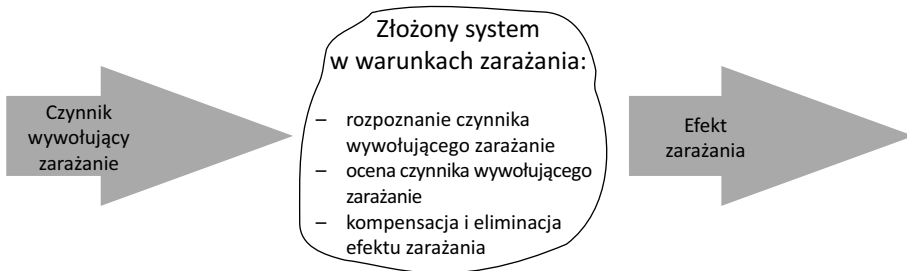 Czynnik
wywołujący
zarażanie
Złożony system
w warunkach zarażania:
– rozpoznanie czynnika
wywołującego zarażanie
– ocena czynnika wywołującego
zarażanie
– kompensacja i eliminacja
efektu zarażania
Efekt
zarażania